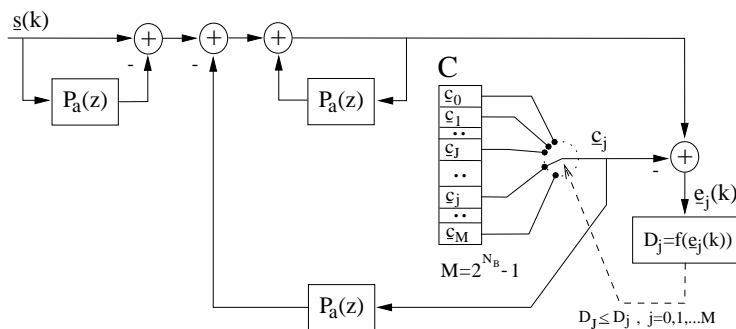 s(k)
+
+
+
-
-
P_a(z)
P_a(z)
C
c_0
c_1
..
c_J
..
c_j
..
c_M
c_j
-
+
e_j(k)
D_j=f(e_j(k))
M=2^{N_B}-1
P_a(z)
D_J≤D_j , j=0,1,...M